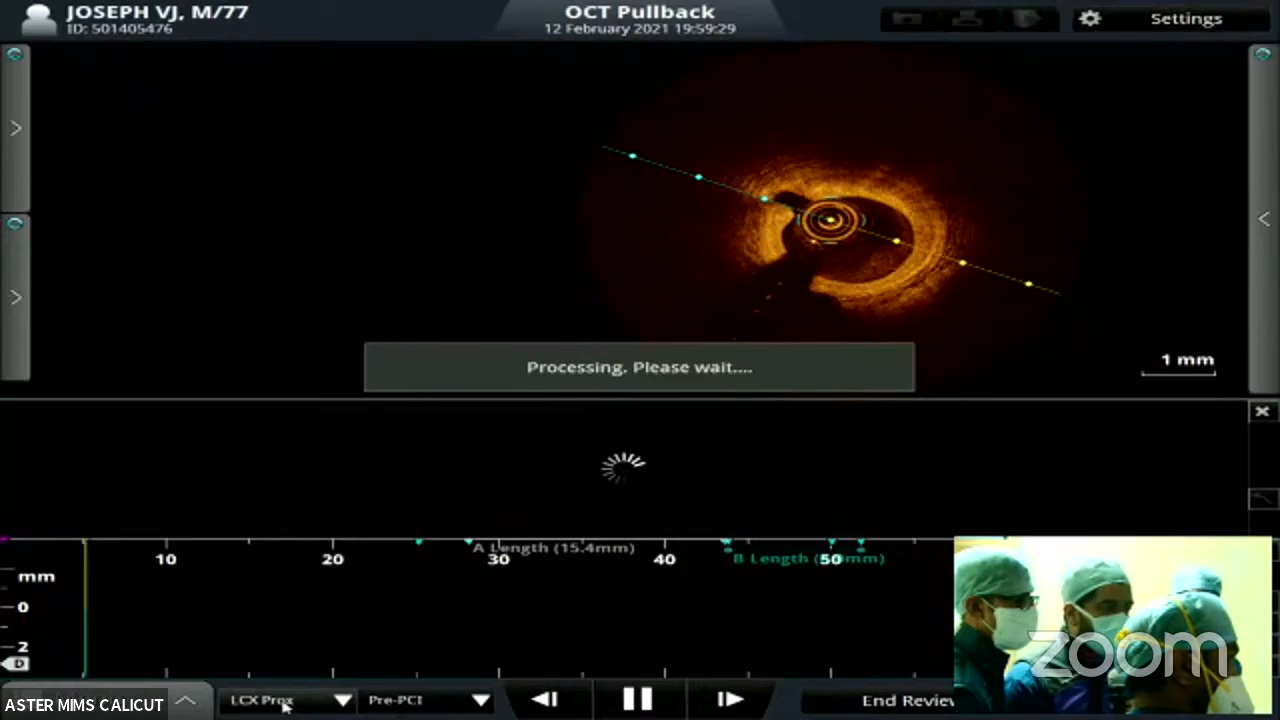 JOSEPH VJ, M/77
ID: 501405476
OCT Pullback
12 February 2021 19:59:29
Settings
1 mm
Processing. Please wait....
A Length (15.4mm)
B Length
10
20
30
40
50
mm
0
2
D
zoom
ASTER MIMS CALICUT
LCX Prox
Pre-PCI
End Review